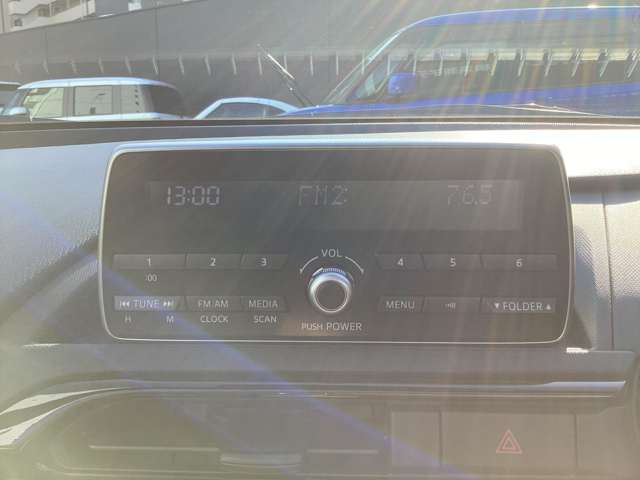 13:00 FM2: 76.5
VOL
1 2 3 4 5 6
:00
TUNE FM/AM MEDIA MENU ▼ FOLDER ▲
H M CLOCK SCAN PUSH POWER